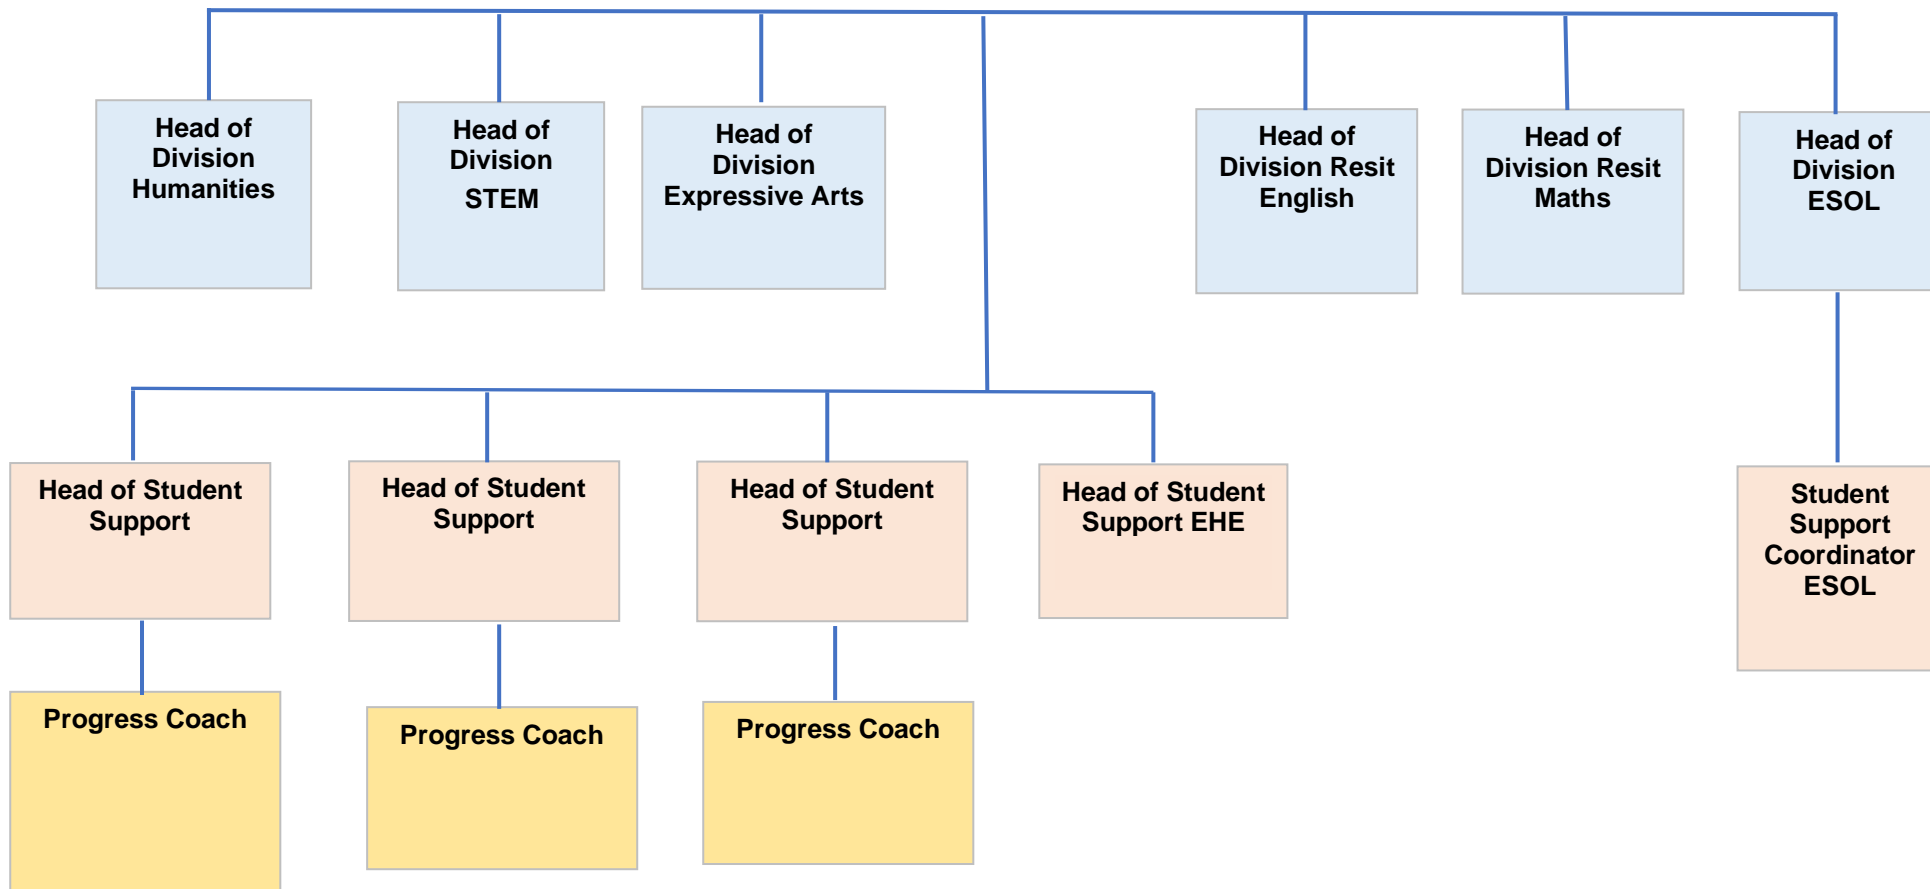 Head of
Division
Humanities
Head of
Division
STEM
Head of
Division
Expressive Arts
Head of
Division Resit
English
Head of
Division Resit
Maths
Head of
Division
ESOL
Head of Student
Support
Head of Student
Support
Head of Student
Support
Head of Student
Support EHE
Student
Support
Coordinator
ESOL
Progress Coach
Progress Coach
Progress Coach